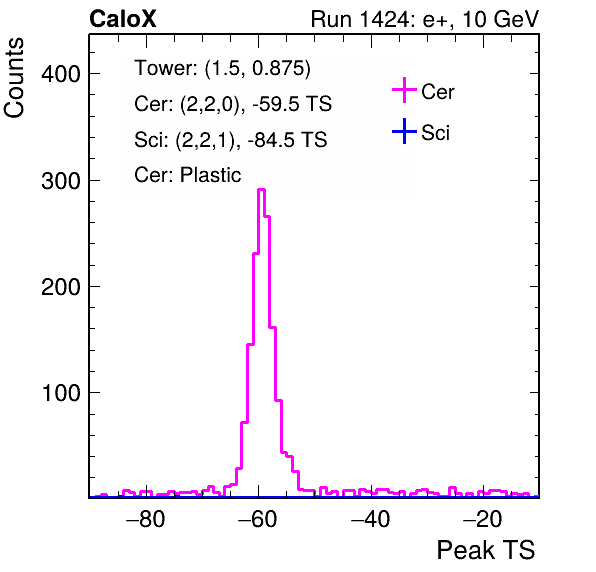 CaloX Run 1424: e+, 10 GeV
Counts
Tower: (1.5, 0.875)
Cer: (2,2,0), -59.5 TS
Sci: (2,2,1), -84.5 TS
Cer: Plastic
Cer
Sci
400
300
200
100
−80 −60 −40 −20
Peak TS